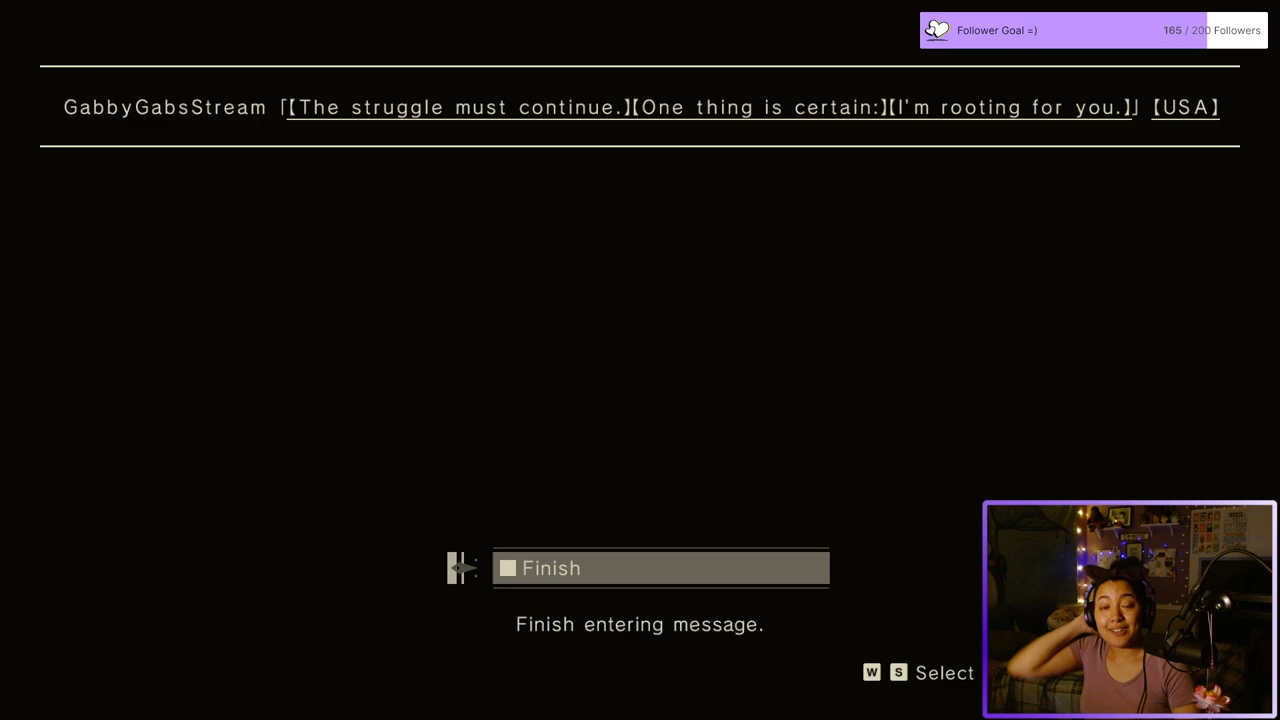 Follower Goal =)
165 / 200 Followers
GabbyGabsStream 「【The struggle must continue.】【One thing is certain:】【I'm rooting for you.】」 【USA】
Finish
Finish entering message.
W S Select